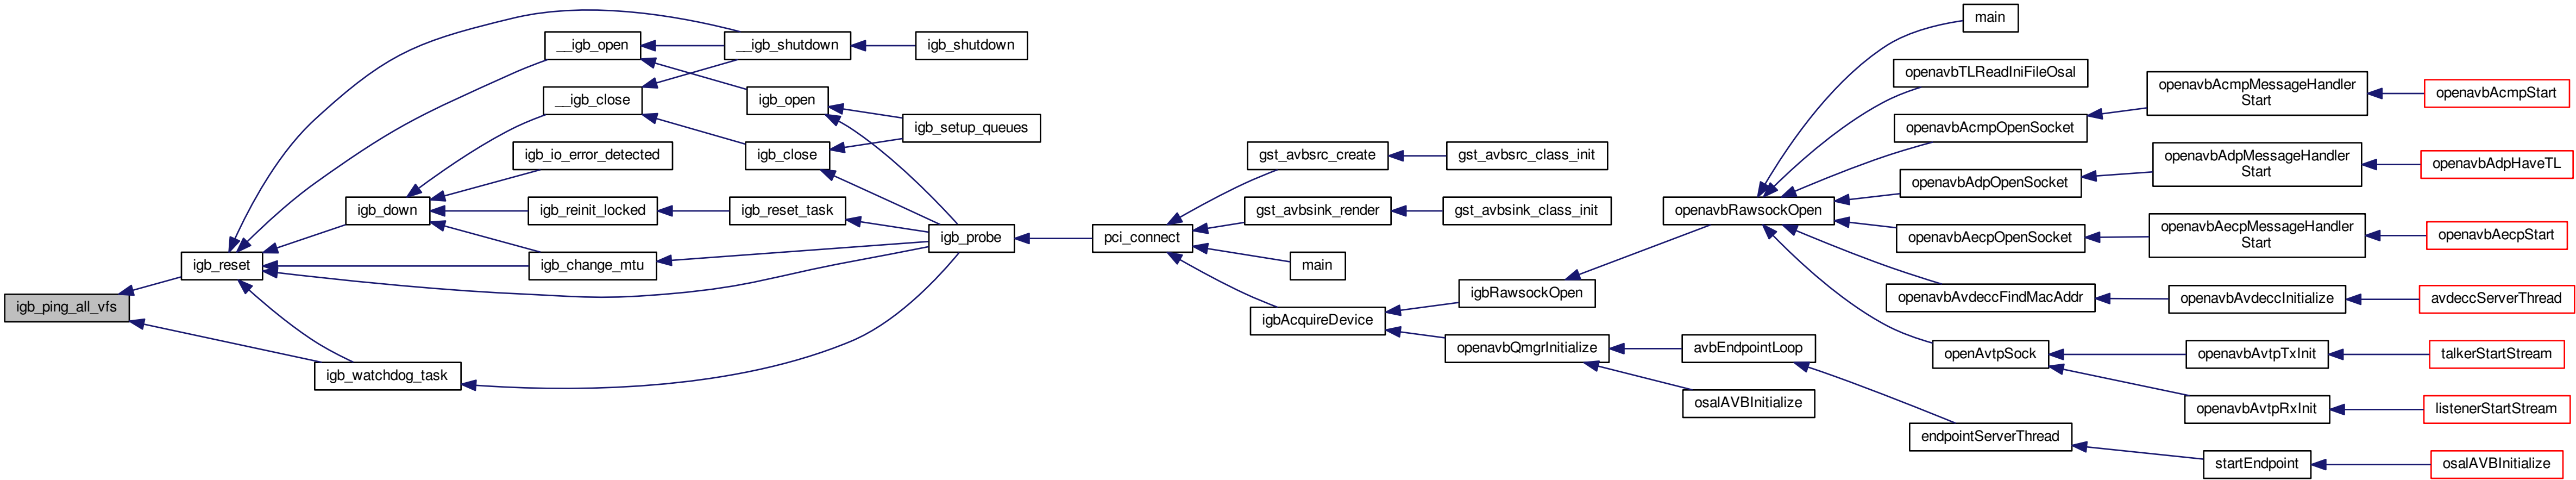 main
__igb_open
__igb_shutdown
igb_shutdown
openavbTLReadIniFileOsal
openavbAcmpMessageHandler
Start
openavbAcmpStart
__igb_close
igb_open
igb_setup_queues
openavbAcmpOpenSocket
igb_io_error_detected
igb_close
gst_avbsrc_create
gst_avbsrc_class_init
openavbAdpMessageHandler
Start
openavbAdpHaveTL
openavbAdpOpenSocket
igb_down
igb_reinit_locked
igb_reset_task
gst_avbsink_render
gst_avbsink_class_init
openavbRawsockOpen
openavbAecpMessageHandler
Start
openavbAecpStart
openavbAecpOpenSocket
igb_probe
pci_connect
igb_reset
igb_change_mtu
main
igbRawsockOpen
openavbAvdeccFindMacAddr
openavbAvdeccInitialize
avdeccServerThread
igb_ping_all_vfs
igbAcquireDevice
openavbQmgrInitialize
avbEndpointLoop
openAvtpSock
openavbAvtpTxInit
talkerStartStream
igb_watchdog_task
osalAVBInitialize
openavbAvtpRxInit
listenerStartStream
endpointServerThread
startEndpoint
osalAVBInitialize